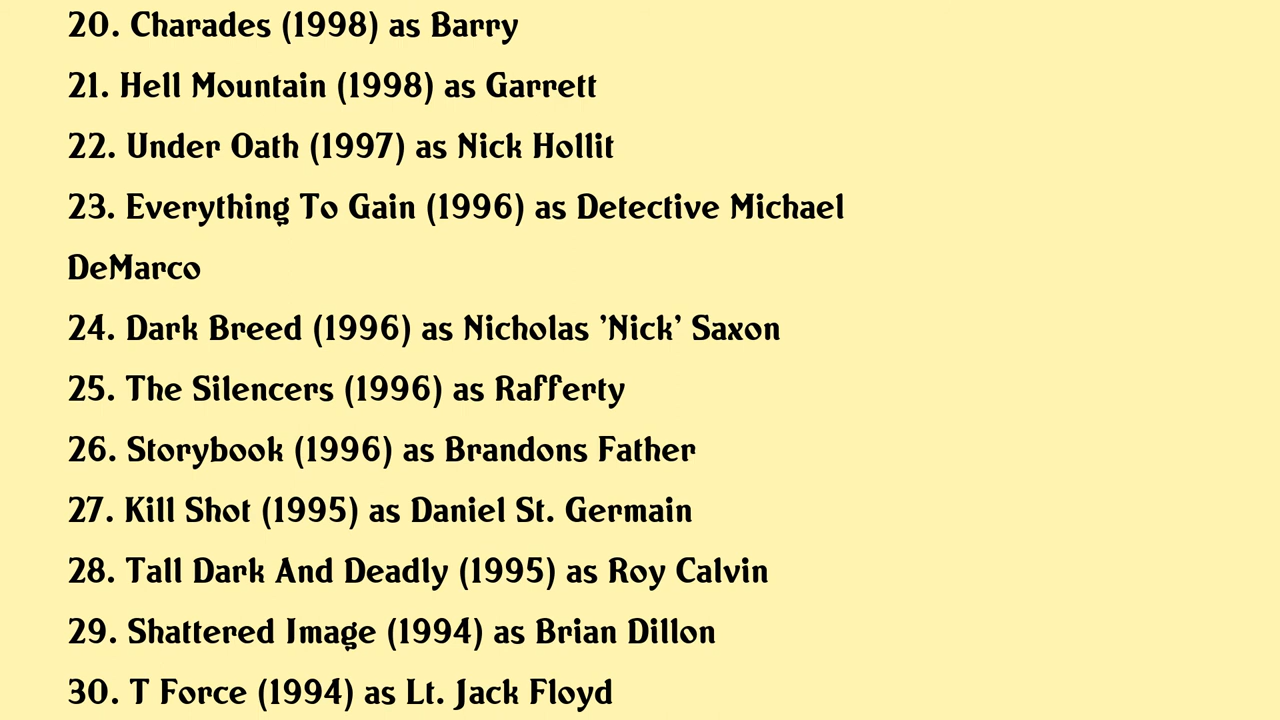 20. Charades (1998) as Barry
21. Hell Mountain (1998) as Garrett
22. Under Oath (1997) as Nick Hollit
23. Everything To Gain (1996) as Detective Michael
DeMarco
24. Dark Breed (1996) as Nicholas 'Nick' Saxon
25. The Silencers (1996) as Rafferty
26. Storybook (1996) as Brandons Father
27. Kill Shot (1995) as Daniel St. Germain
28. Tall Dark And Deadly (1995) as Roy Calvin
29. Shattered Image (1994) as Brian Dillon
30. T Force (1994) as Lt. Jack Floyd